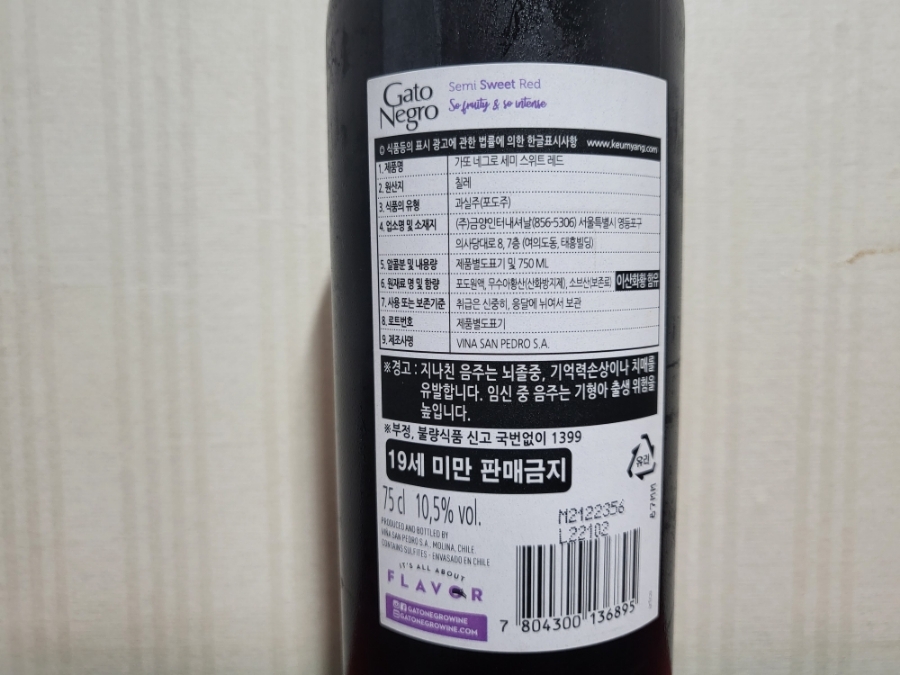 Gato Negro
Semi Sweet Red
So fruity & so intense
식품등의 표시 광고에 관한 법률에 의한 한글표시사항 www.keumyang.com
1. 제품명 가또 네그로 세미 스위트 레드
2. 원산지 칠레
3. 식품의 유형 과실주(포도주)
4. 업소명 및 소재지 (주)금양인터내셔날(856-5306) 서울특별시 영등포구
의사당대로 8, 7층 (여의도동, 태흥빌딩)
5. 알콜분 및 내용량 제품별도표기 및 750 ML
6. 원재료 명 및 함량 포도원액, 무수아황산(산화방지제), 소브산(보존료) 이산화황 함유
7. 사용 또는 보존기준 취급은 신중히, 응달에 뉘여서 보관
8. 로트번호 제품별도표기
9. 제조사명 VINA SAN PEDRO S.A.
※경고 : 지나친 음주는 뇌졸중, 기억력손상이나 치매를
유발합니다. 임신 중 음주는 기형아 출생 위험을
높입니다.
※부정, 불량식품 신고 국번없이 1399
19세 미만 판매금지
유리
75 cl 10,5% vol.
M2122356
L22102
PRODUCED AND BOTTLED BY
VIÑA SAN PEDRO S.A., MOLINA, CHILE.
CONTAINS SULFITES - ENVASADO EN CHILE
IT'S ALL ABOUT
FLAVOR
GATONEGROWINE
GATONEGROWINE.COM
7 804300 136895